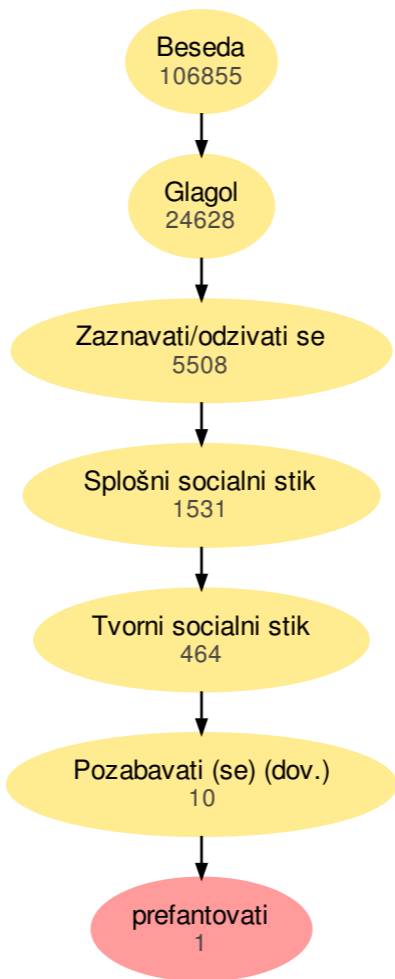 Beseda
106855
Glagol
24628
Zaznavati/odzivati se
5508
Splošni socialni stik
1531
Tvorni socialni stik
464
Pozabavati (se) (dov.)
10
prefantovati
1